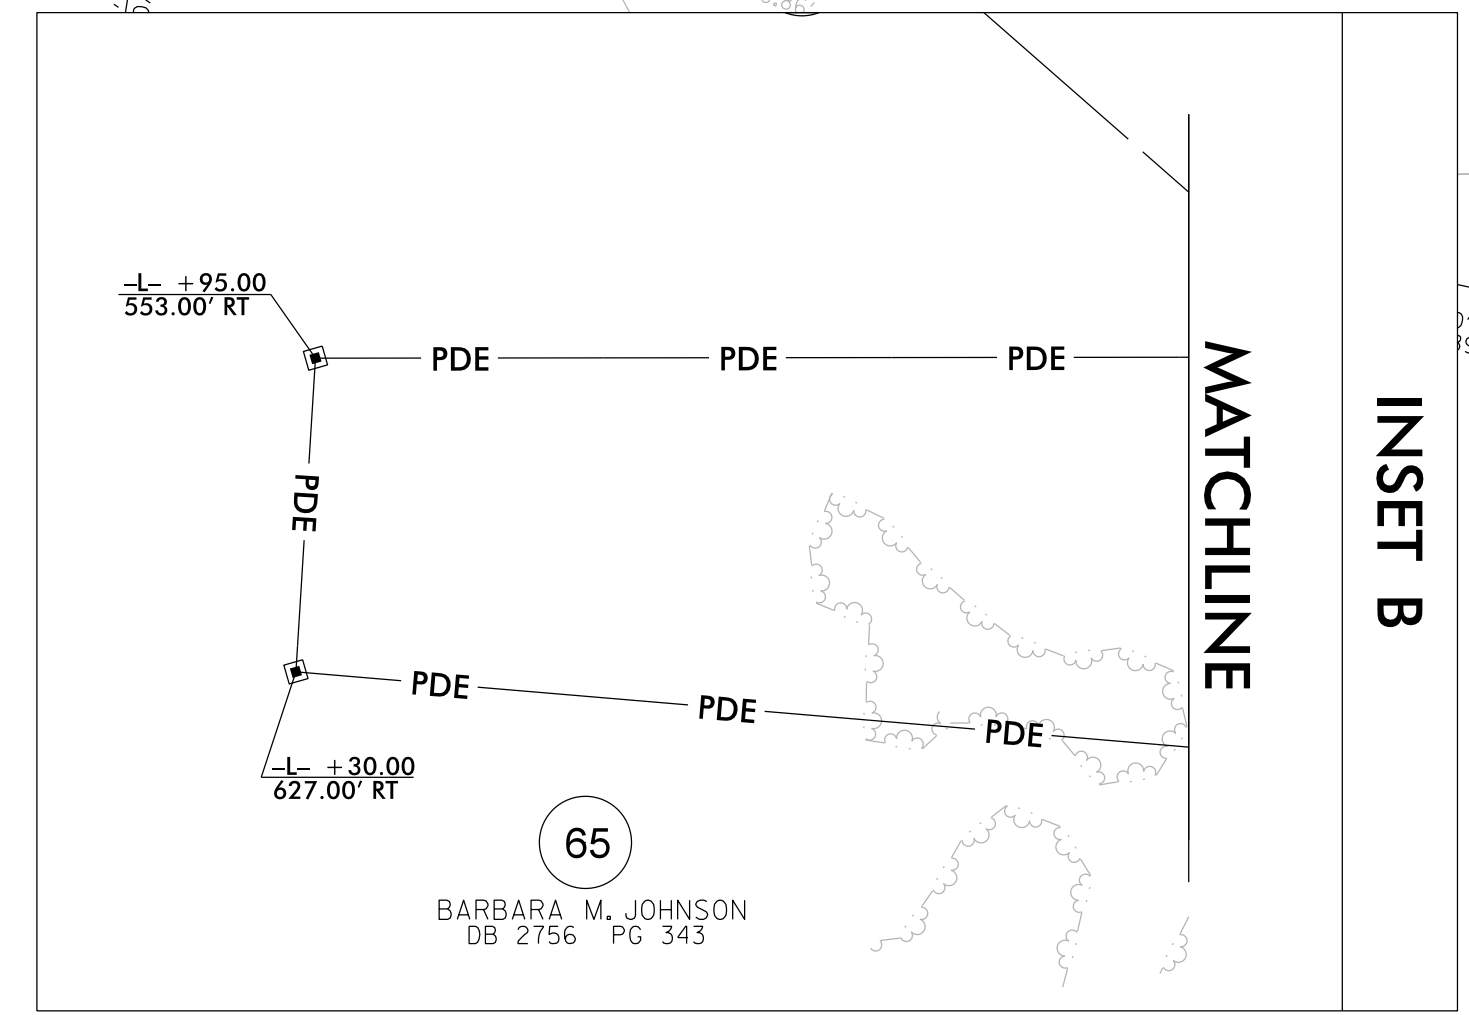 –L– +95.00
553.00′ RT
PDE
PDE
PDE
PDE
PDE
PDE
PDE
–L– +30.00
627.00′ RT
65
BARBARA M. JOHNSON
DB 2756 PG 343
MATCHLINE
INSET B